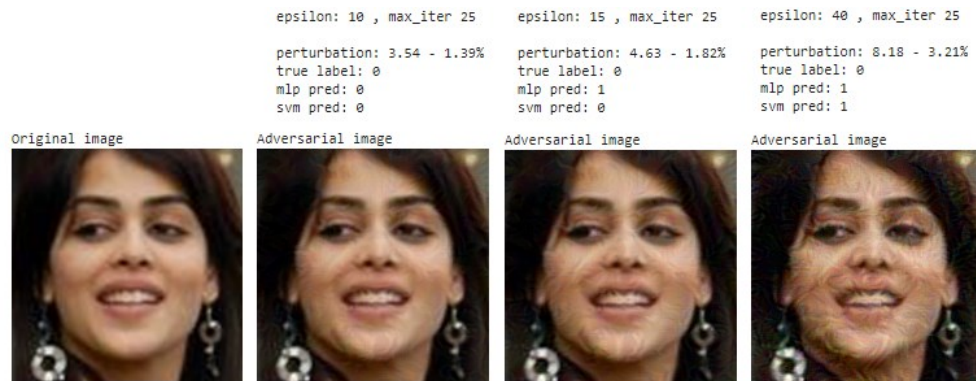 epsilon: 10 , max_iter 25
perturbation: 3.54 - 1.39%
true label: 0
mlp pred: 0
svm pred: 0
epsilon: 15 , max_iter 25
perturbation: 4.63 - 1.82%
true label: 0
mlp pred: 1
svm pred: 0
epsilon: 40 , max_iter 25
perturbation: 8.18 - 3.21%
true label: 0
mlp pred: 1
svm pred: 1
Original image
Adversarial image
Adversarial image
Adversarial image